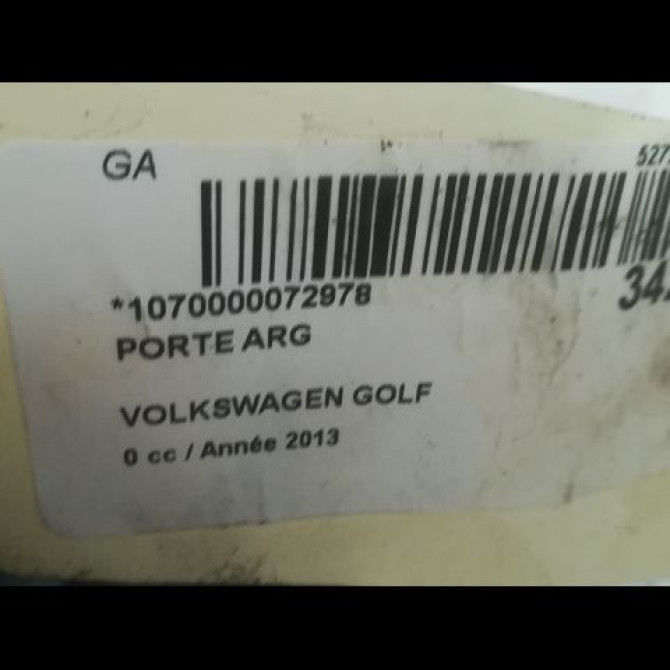 GA
*1070000072978
PORTE ARG
VOLKSWAGEN GOLF
0 cc / Année 2013